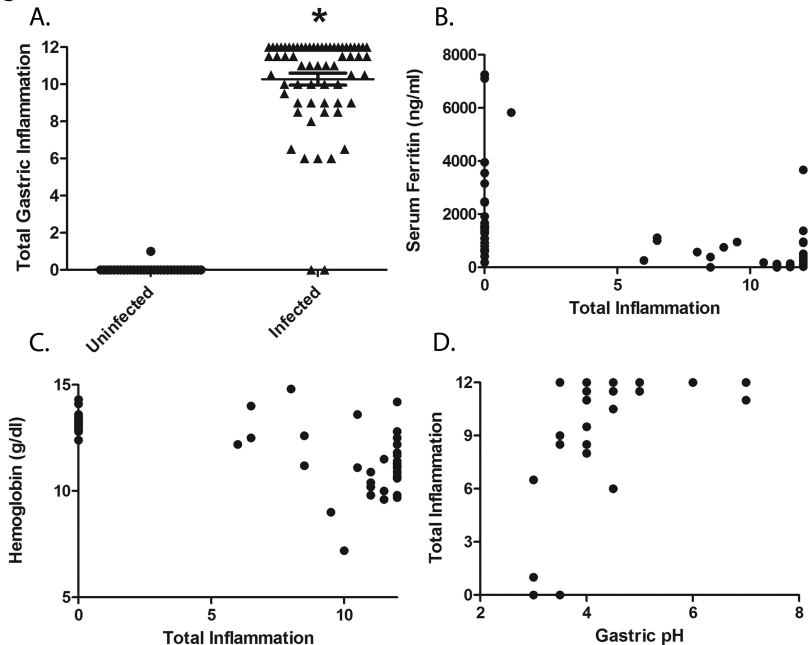 A.
*
Total Gastric Inflammation
12
10
8
6
4
2
0
Uninfected
Infected
B.
Serum Ferritin (ng/ml)
8000
6000
4000
2000
0
0
5
10
Total Inflammation
C.
Hemoglobin (g/dl)
15
10
5
0
5
10
Total Inflammation
D.
Total Inflammation
12
9
6
3
0
2
4
6
8
Gastric pH